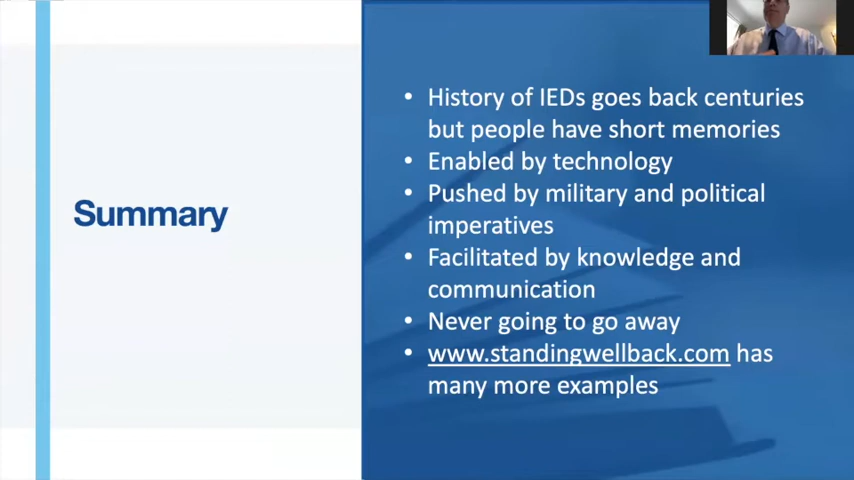 Summary
• History of IEDs goes back centuries
but people have short memories
• Enabled by technology
• Pushed by military and political
imperatives
• Facilitated by knowledge and
communication
• Never going to go away
• www.standingwellback.com has
many more examples